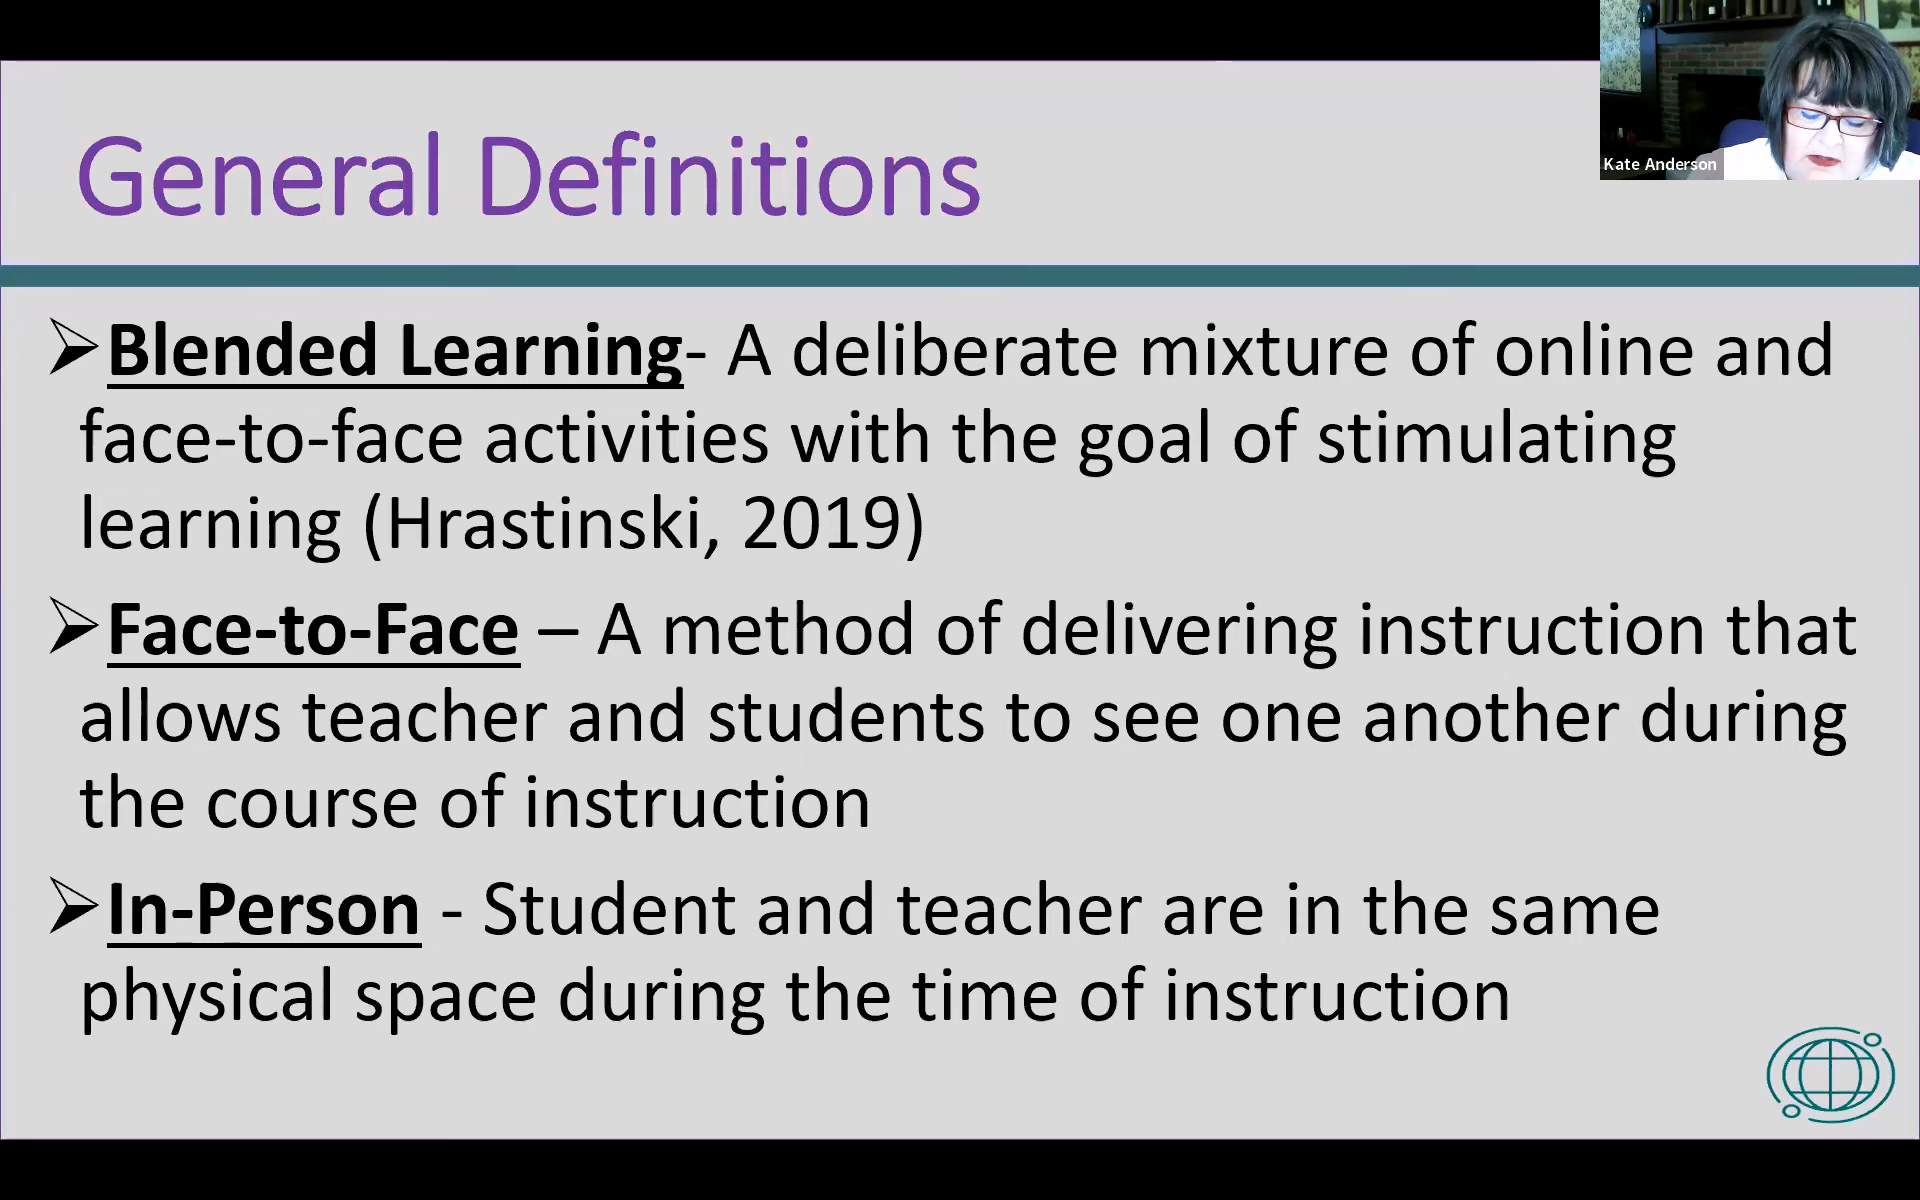 Kate Anderson
General Definitions
Blended Learning- A deliberate mixture of online and
face-to-face activities with the goal of stimulating
learning (Hrastinski, 2019)
Face-to-Face – A method of delivering instruction that
allows teacher and students to see one another during
the course of instruction
In-Person - Student and teacher are in the same
physical space during the time of instruction